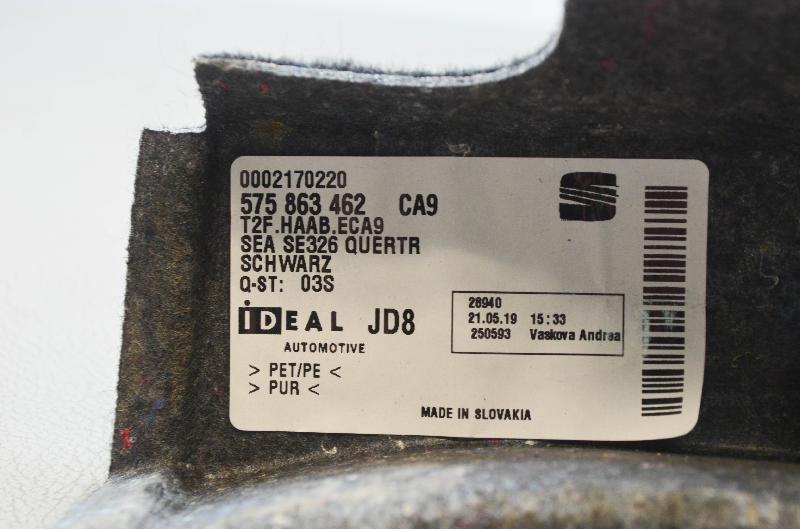 0002170220
575 863 462 CA9
T2F.HAAB.ECA9
SEA SE326 QUERTR
SCHWARZ
Q-ST: 03S
iDEAL JD8
AUTOMOTIVE
28940
21.05.19 15:33
250593 Vaskova Andrea
> PET/PE <
> PUR <
MADE IN SLOVAKIA